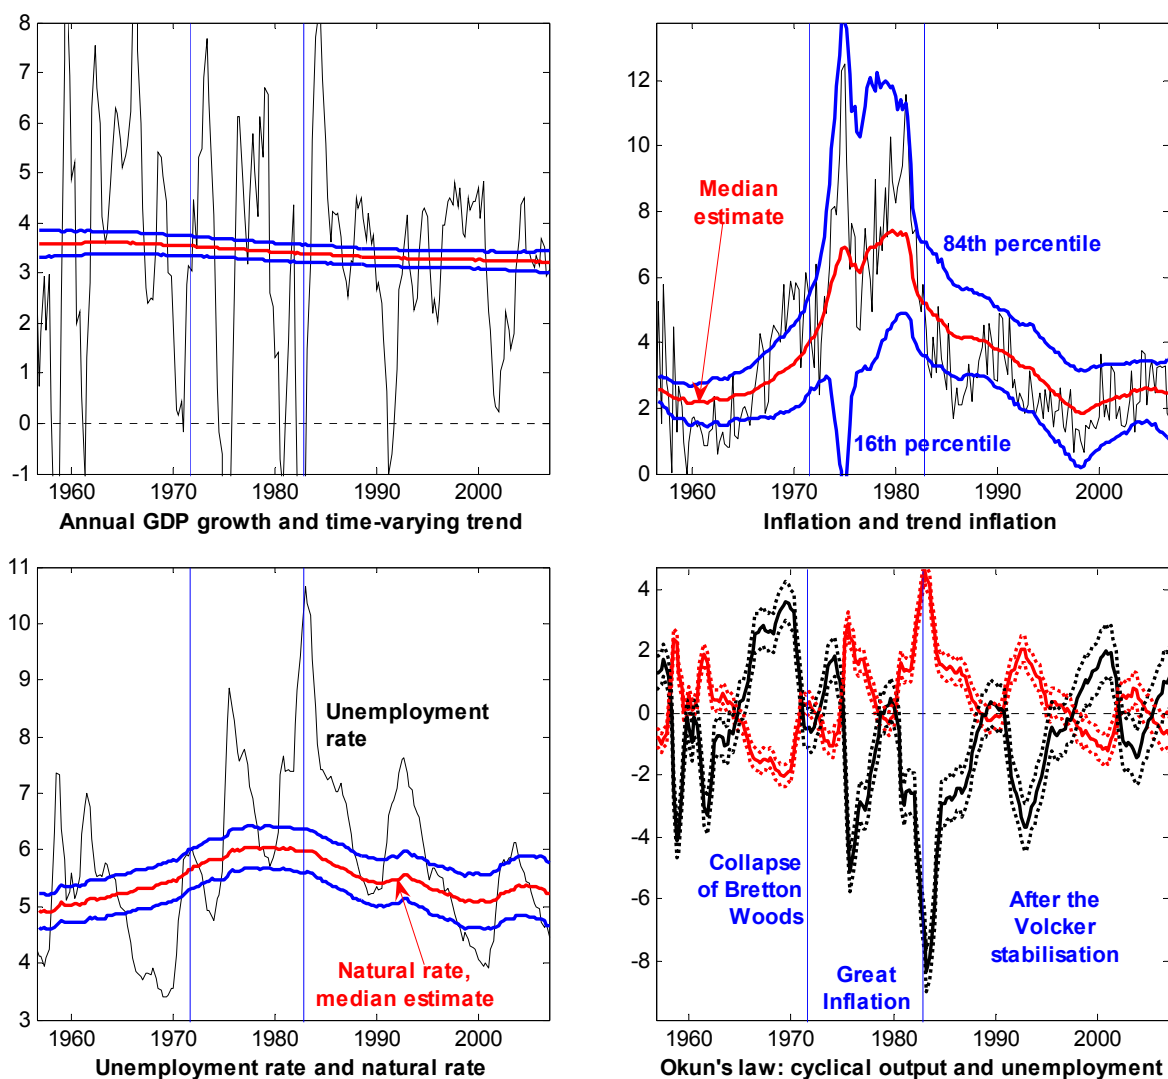 8
7
6
5
4
3
2
1
0
-1
1960 1970 1980 1990 2000
Annual GDP growth and time-varying trend
12
10
8
6
4
2
0
Median
estimate
84th percentile
16th percentile
1960 1970 1980 1990 2000
Inflation and trend inflation
11
10
9
8
7
6
5
4
3
Unemployment
rate
Natural rate,
median estimate
1960 1970 1980 1990 2000
Unemployment rate and natural rate
4
2
0
-2
-4
-6
-8
Collapse
of Bretton
Woods
Great
Inflation
After the
Volcker
stabilisation
1960 1970 1980 1990 2000
Okun's law: cyclical output and unemployment